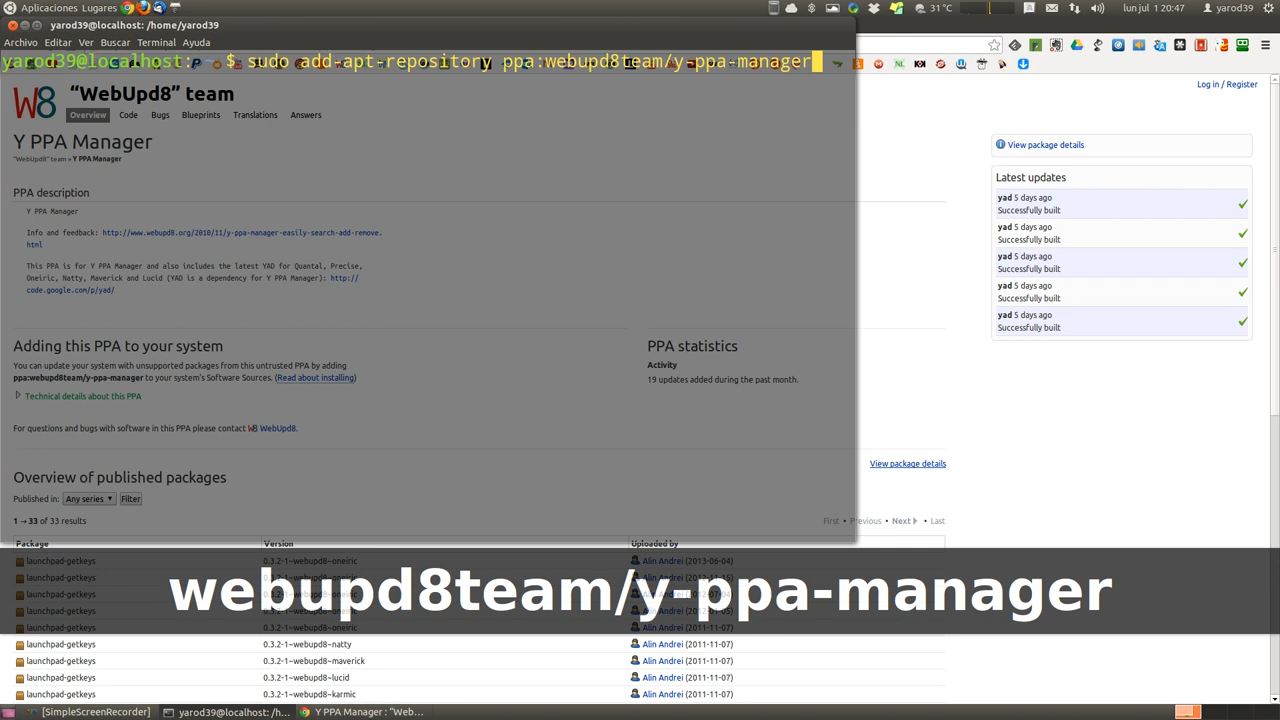 Aplicaciones Lugares
31°C
lun jul 1 20:47
yarod39
yarod39@localhost: /home/yarod39
Archivo Editar Ver Buscar Terminal Ayuda
yarod39@localhost: $ sudo add-apt-repository ppa:webupd8team/y-ppa-manager
Log in / Register
W8 “WebUpd8” team
Overview Code Bugs Blueprints Translations Answers
Y PPA Manager
“WebUpd8” team » Y PPA Manager
View package details
Latest updates
yad 5 days ago
Successfully built
yad 5 days ago
Successfully built
yad 5 days ago
Successfully built
yad 5 days ago
Successfully built
yad 5 days ago
Successfully built
PPA description
Y PPA Manager
Info and feedback: http://www.webupd8.org/2010/11/y-ppa-manager-easily-search-add-remove.
html
This PPA is for Y PPA Manager and also includes the latest YAD for Quantal, Precise,
Oneiric, Natty, Maverick and Lucid (YAD is a dependency for Y PPA Manager): http://
code.google.com/p/yad/
Adding this PPA to your system
You can update your system with unsupported packages from this untrusted PPA by adding
ppa:webupd8team/y-ppa-manager to your system's Software Sources. (Read about installing)
Technical details about this PPA
For questions and bugs with software in this PPA please contact W8 WebUpd8.
PPA statistics
Activity
19 updates added during the past month.
View package details
Overview of published packages
Published in: Any series Filter
1 → 33 of 33 results
First • Previous • Next • Last
Package Version Uploaded by
launchpad-getkeys 0.3.2-1~webupd8~oneiric Alin Andrei (2013-06-04)
launchpad-getkeys
launchpad-getkeys
launchpad-getkeys
launchpad-getkeys
webupd8team/y-ppa-manager
launchpad-getkeys 0.3.2-1~webupd8~natty Alin Andrei (2011-11-07)
launchpad-getkeys 0.3.2-1~webupd8~maverick Alin Andrei (2011-11-07)
launchpad-getkeys 0.3.2-1~webupd8~lucid Alin Andrei (2011-11-07)
launchpad-getkeys 0.3.2-1~webupd8~karmic Alin Andrei (2011-11-07)
[SimpleScreenRecorder] yarod39@localhost: /h... Y PPA Manager : “Web...